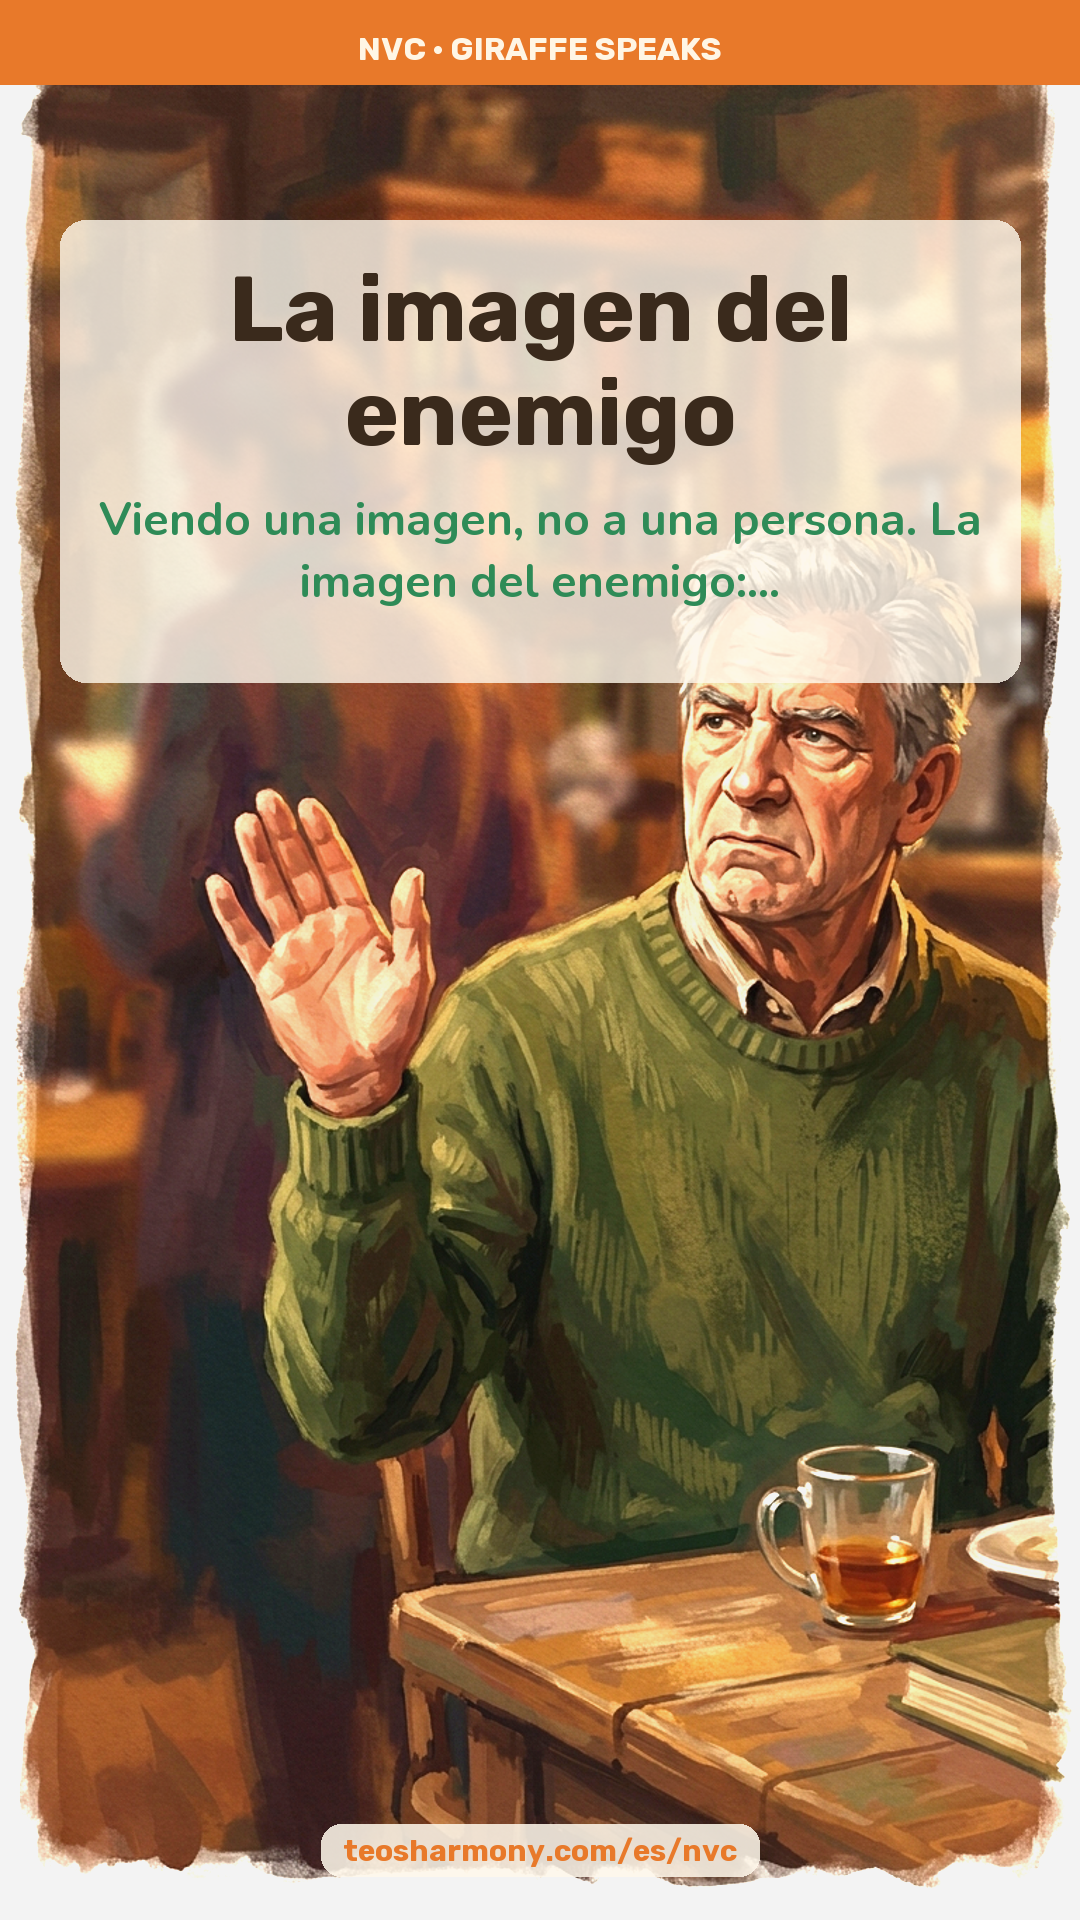 NVC • GIRAFFE SPEAKS
La imagen del
enemigo
Viendo una imagen, no a una persona. La
imagen del enemigo:...
teosharmony.com/es/nvc